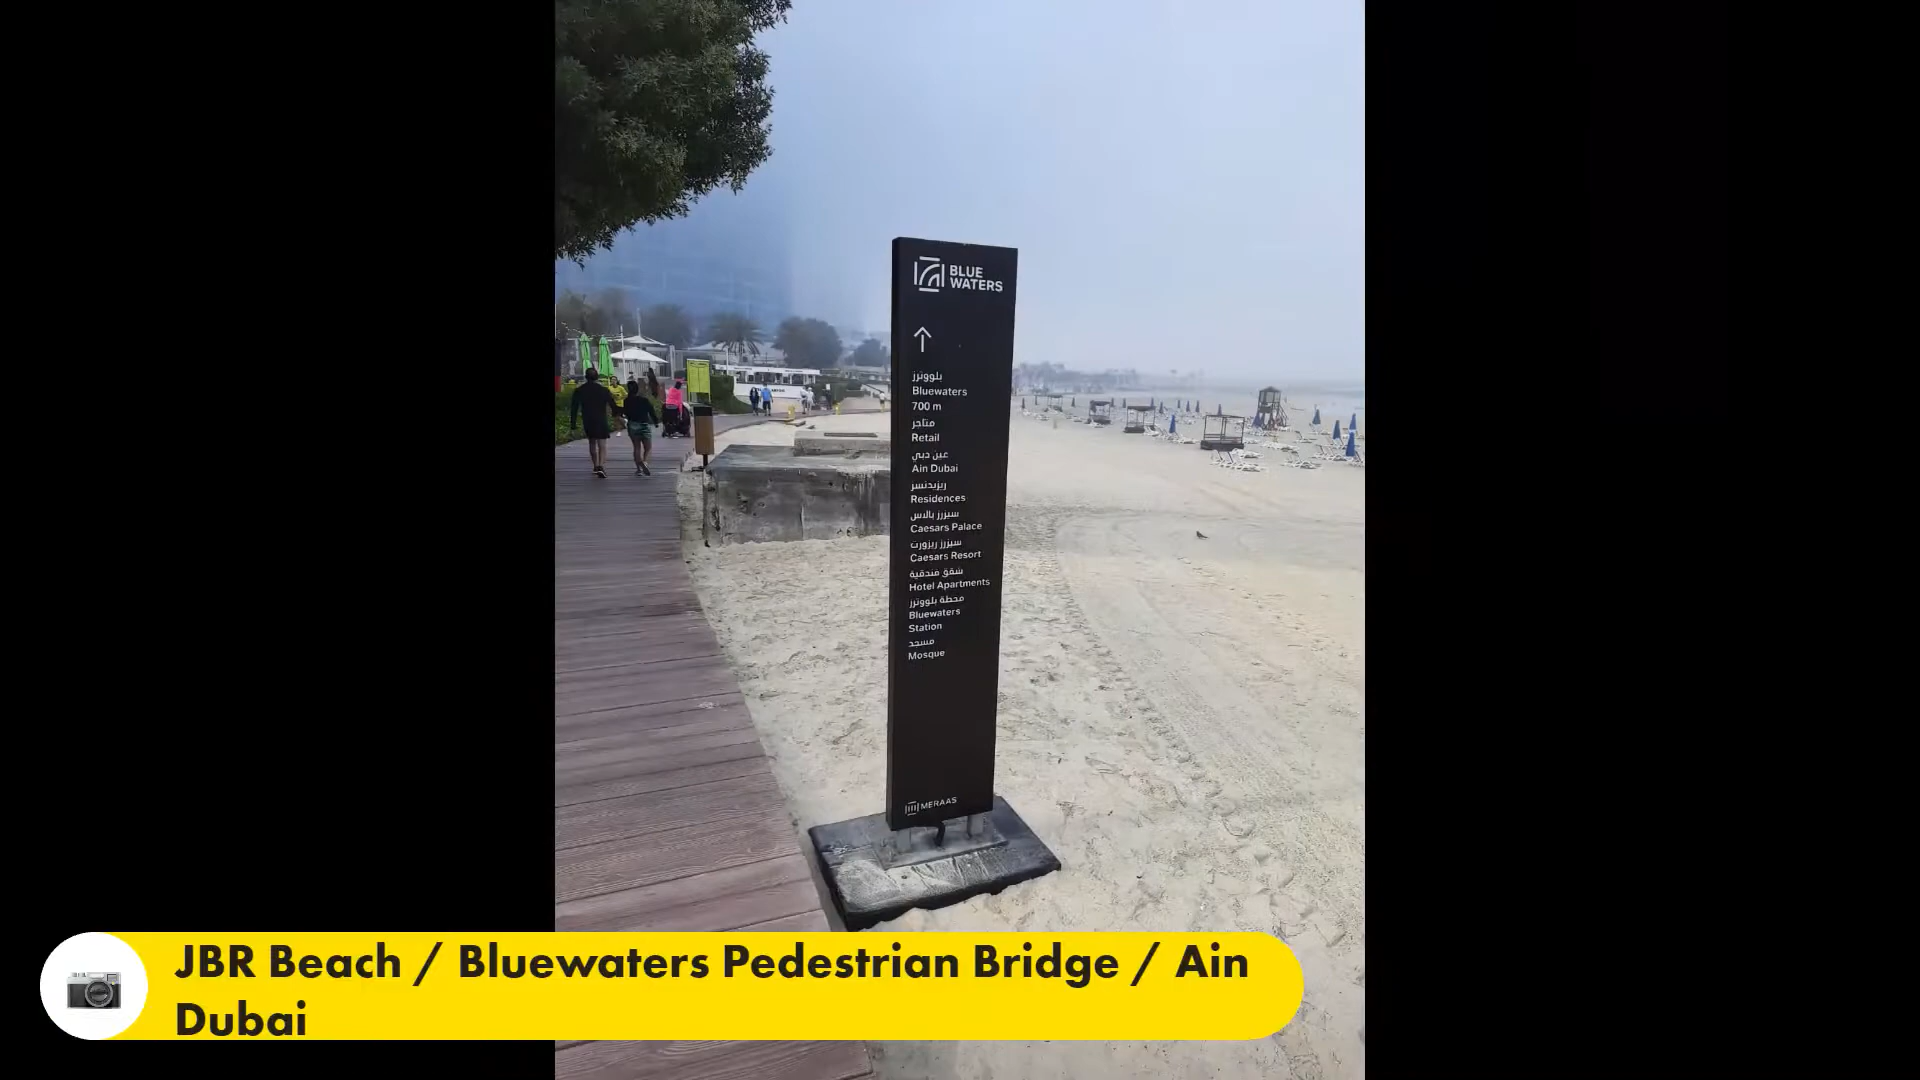 BLUE
WATERS
بلووترز
Bluewaters
700 m
متاجر
Retail
عين دبي
Ain Dubai
ريزيدنسز
Residences
سيزرز بالاس
Caesars Palace
سيزرز ريزورت
Caesars Resort
شقق فندقية
Hotel Apartments
محطة بلووترز
Bluewaters
Station
مسجد
Mosque
MERAAS
JBR Beach / Bluewaters Pedestrian Bridge / Ain
Dubai